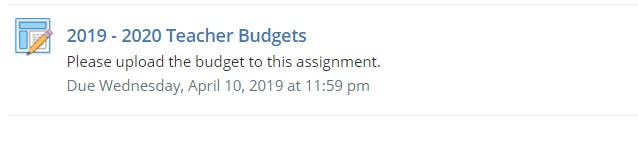 2019 - 2020 Teacher Budgets
Please upload the budget to this assignment.
Due Wednesday, April 10, 2019 at 11:59 pm